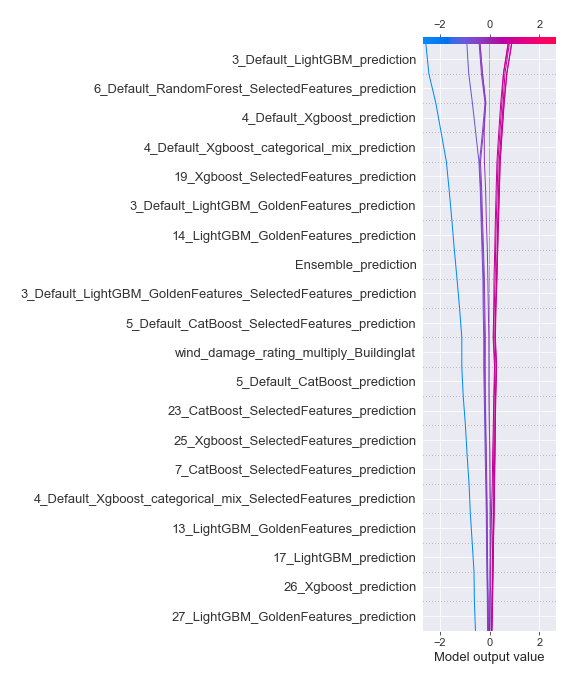 −2 0 2
3_Default_LightGBM_prediction
6_Default_RandomForest_SelectedFeatures_prediction
4_Default_Xgboost_prediction
4_Default_Xgboost_categorical_mix_prediction
19_Xgboost_SelectedFeatures_prediction
3_Default_LightGBM_GoldenFeatures_prediction
14_LightGBM_GoldenFeatures_prediction
Ensemble_prediction
3_Default_LightGBM_GoldenFeatures_SelectedFeatures_prediction
5_Default_CatBoost_SelectedFeatures_prediction
wind_damage_rating_multiply_Buildinglat
5_Default_CatBoost_prediction
23_CatBoost_SelectedFeatures_prediction
25_Xgboost_SelectedFeatures_prediction
7_CatBoost_SelectedFeatures_prediction
4_Default_Xgboost_categorical_mix_SelectedFeatures_prediction
13_LightGBM_GoldenFeatures_prediction
17_LightGBM_prediction
26_Xgboost_prediction
27_LightGBM_GoldenFeatures_prediction
−2 0 2
Model output value